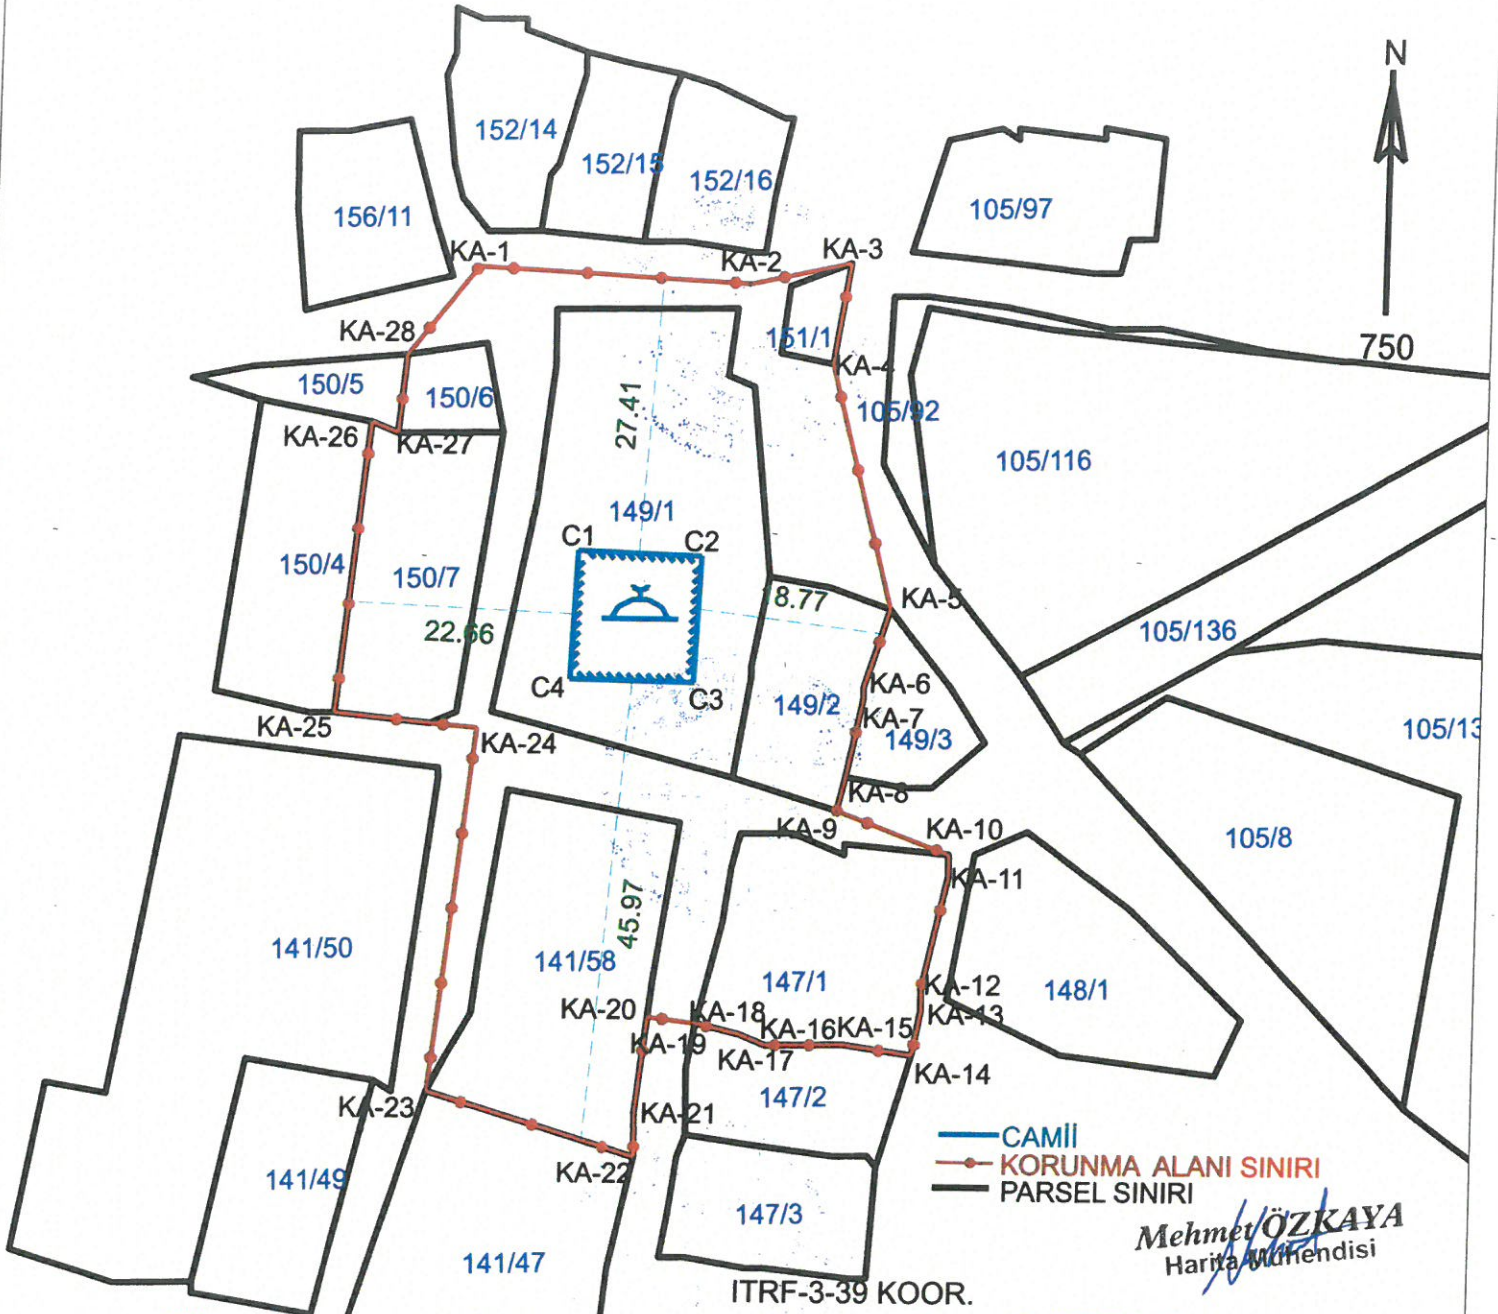 N
152/14
152/15
152/16
156/11
105/97
KA-1
KA-2
KA-3
KA-28
151/1
750
KA-4
150/5
150/6
105/92
27.41
KA-26
KA-27
105/116
149/1
C1
C2
150/4
150/7
18.77
KA-5
22.66
105/136
C4
C3
KA-6
149/2
KA-7
149/3
KA-25
KA-24
105/13
KA-8
KA-9
KA-10
105/8
KA-11
45.97
141/50
141/58
147/1
KA-12
148/1
KA-20
KA-18
KA-13
KA-19
KA-16
KA-15
KA-17
KA-14
147/2
KA-23
KA-21
CAMİİ
KORUNMA ALANI SINIRI
PARSEL SINIRI
KA-22
141/49
147/3
Mehmet ÖZKAYA
Harita Mühendisi
141/47
ITRF-3-39 KOOR.